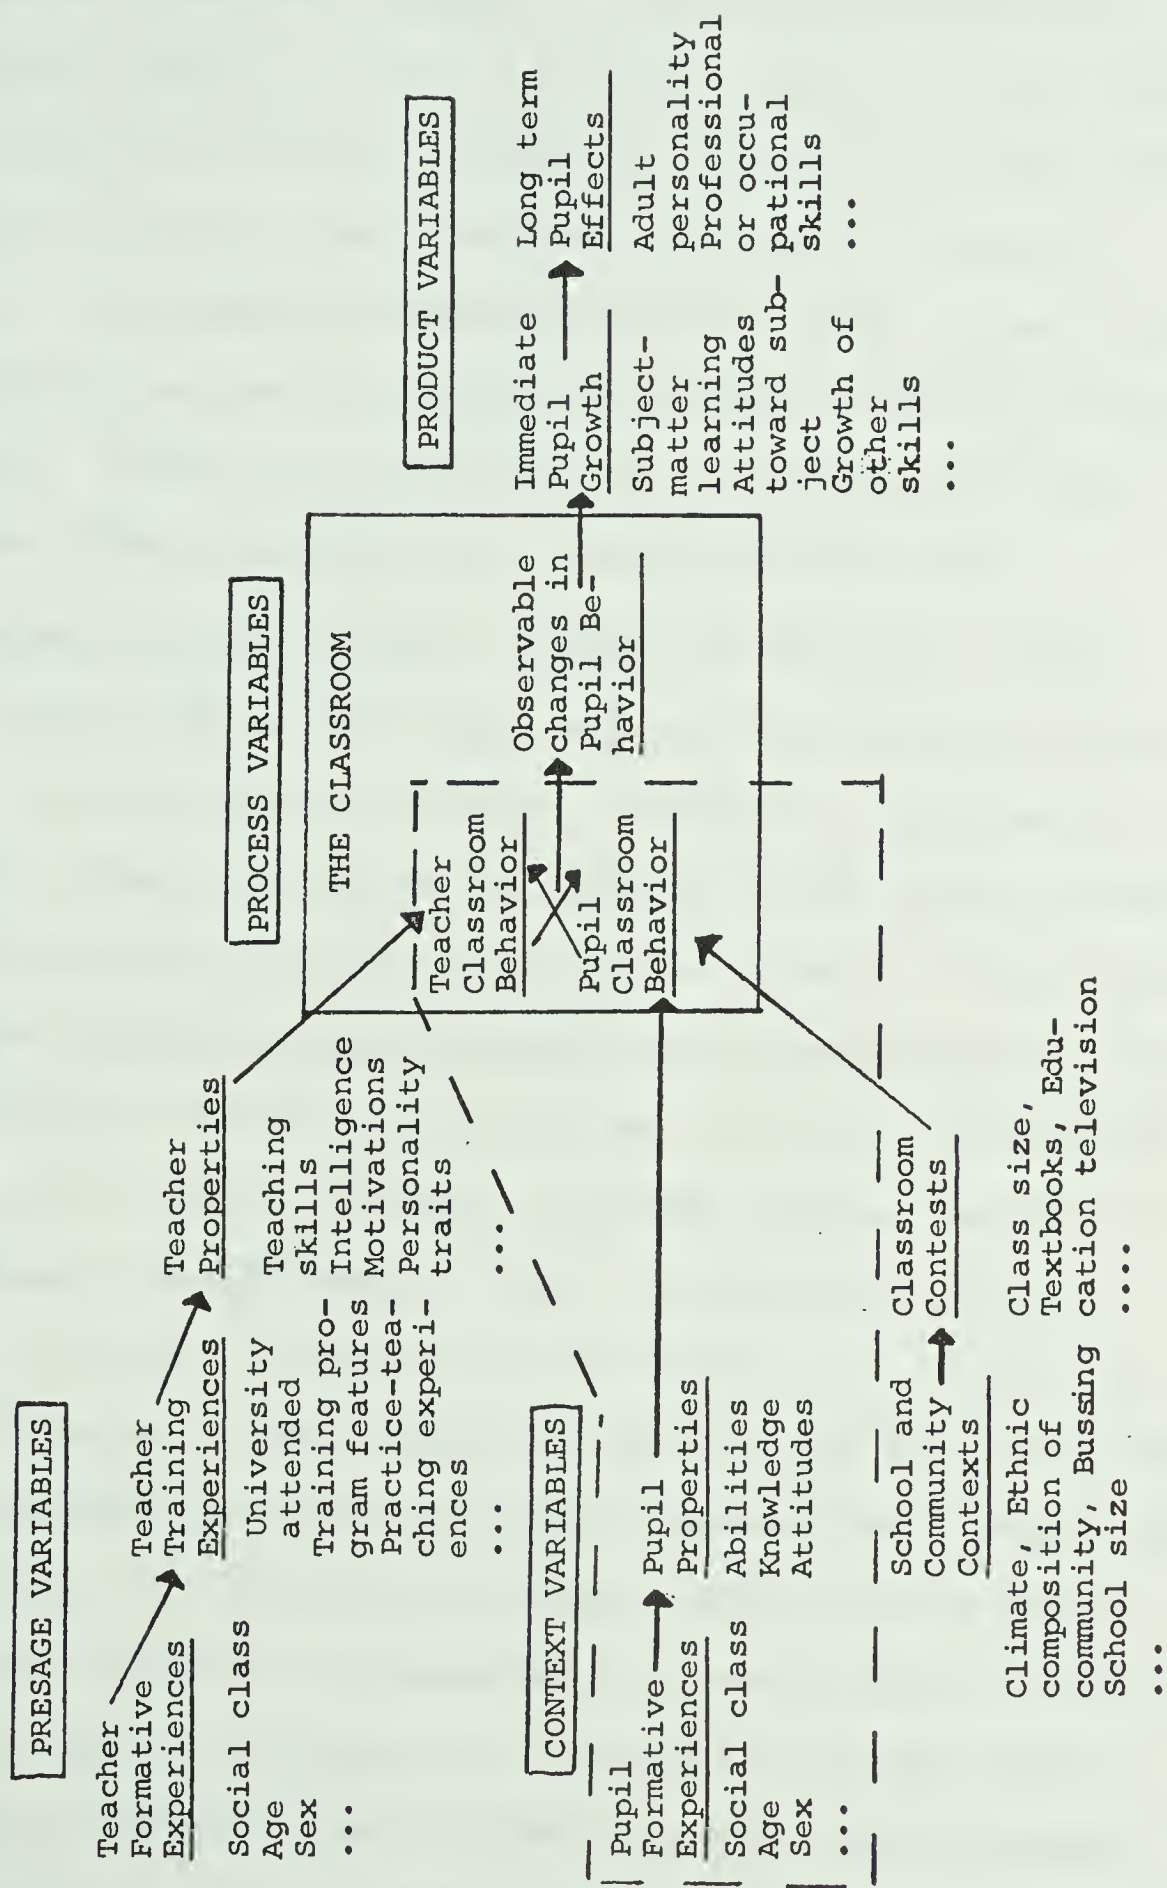 PRESAGE VARIABLES
Teacher
Formative
Experiences
Social class
Age
Sex
...
Teacher
Training
Experiences
University
attended
Training pro-
gram features
Practice-tea-
ching experi-
ences
...
Teacher
Properties
Teaching
skills
Intelligence
Motivations
Personality
traits
...
CONTEXT VARIABLES
Pupil
Formative
Experiences
Social class
Age
Sex
...
Pupil
Properties
Abilities
Knowledge
Attitudes
School and
Community
Contexts
Climate, Ethnic
composition of
community, Bussing
School size
...
Classroom
Contests
Class size,
Textbooks, Edu-
cation television
....
PROCESS VARIABLES
THE CLASSROOM
Teacher
Classroom
Behavior
Pupil
Classroom
Behavior
Observable
changes in
Pupil Be-
havior
PRODUCT VARIABLES
Immediate
Pupil
Growth
Subject-
matter
learning
Attitudes
toward sub-
ject
Growth of
other
skills
...
Long term
Pupil
Effects
Adult
personality
Professional
or occu-
pational
skills
...